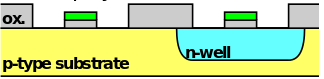 ox.
n-well
p-type substrate